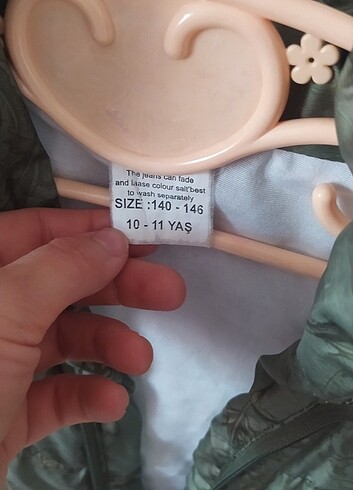 The jeans can fade
and laase colour salt'best
to wash separately
SIZE :140 - 146
10 - 11 YAŞ